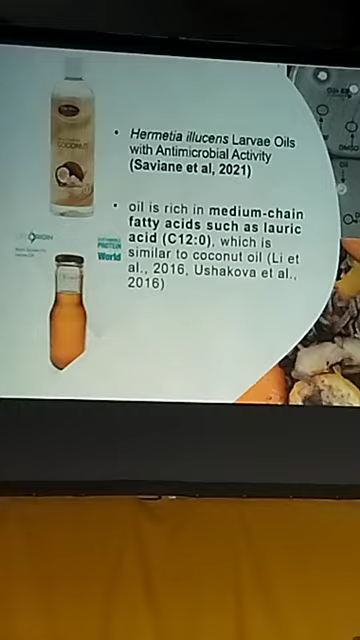 COCONUT
• Hermetia illucens Larvae Oils
with Antimicrobial Activity
(Saviane et al, 2021)
• oil is rich in medium-chain
fatty acids such as lauric
acid (C12:0), which is
similar to coconut oil (Li et
al., 2016, Ushakova et al.,
2016)
PROTEIN
World